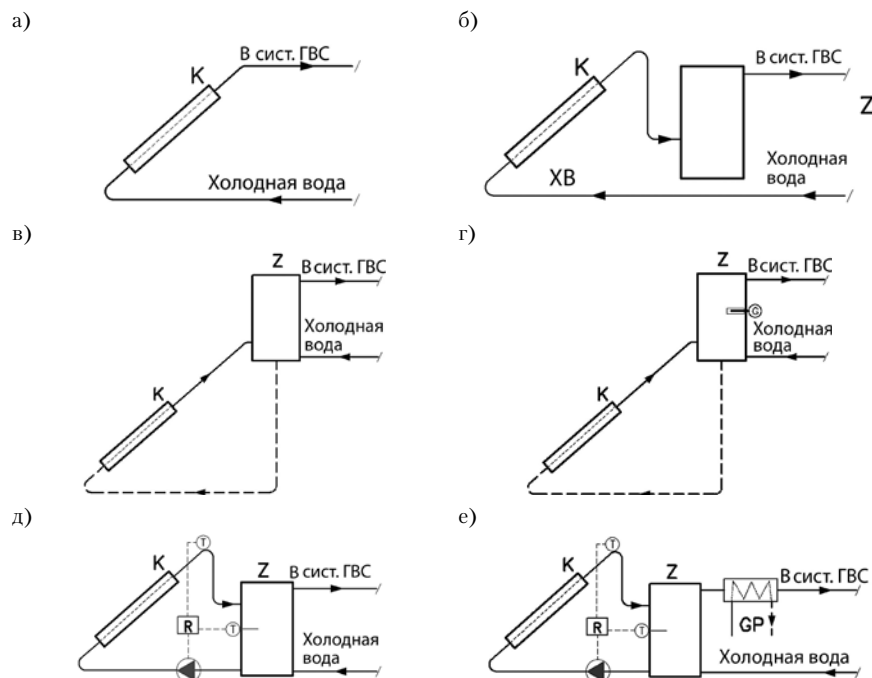 а)
В сист. ГВС
К
Холодная вода
б)
В сист. ГВС
К
Z
Холодная
вода
ХВ
в)
Z
В сист. ГВС
Холодная
вода
К
г)
Z
В сист. ГВС
G
Холодная
вода
К
д)
T
К
Z
В сист. ГВС
R
T
Холодная
вода
е)
T
К
Z
В сист. ГВС
R
T
GP
Холодная вода